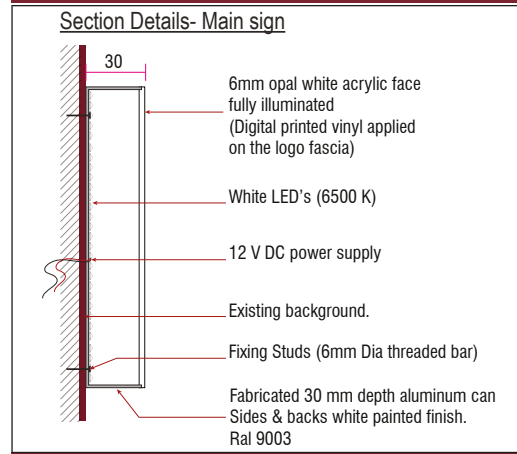 Section Details- Main sign
30
6mm opal white acrylic face
fully illuminated
(Digital printed vinyl applied
on the logo fascia)
White LED's (6500 K)
12 V DC power supply
Existing background.
Fixing Studs (6mm Dia threaded bar)
Fabricated 30 mm depth aluminum can
Sides & backs white painted finish.
Ral 9003